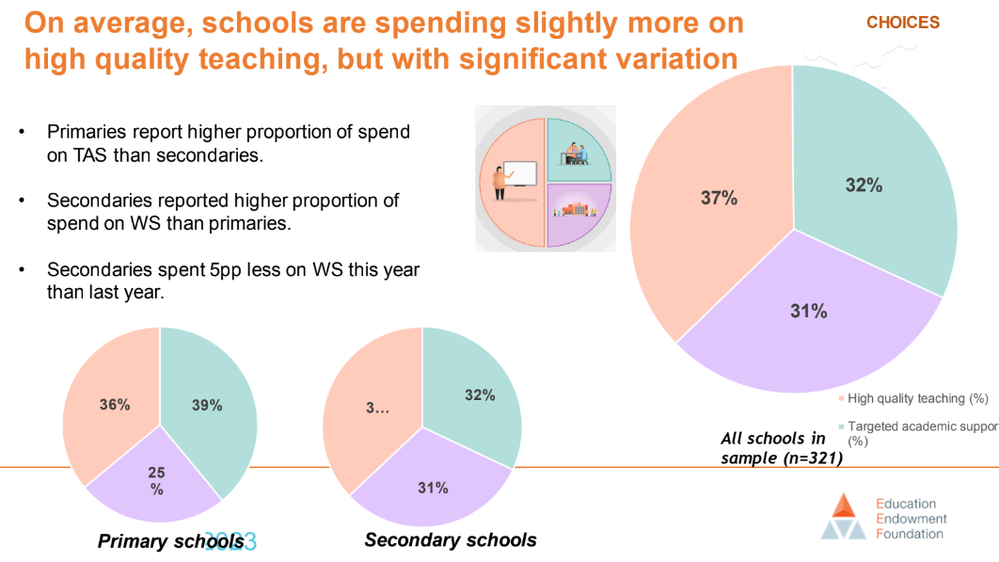 On average, schools are spending slightly more on
high quality teaching, but with significant variation
CHOICES
• Primaries report higher proportion of spend
on TAS than secondaries.
• Secondaries reported higher proportion of
spend on WS than primaries.
• Secondaries spent 5pp less on WS this year
than last year.
37%
32%
31%
High quality teaching (%)
Targeted academic suppor
(%)
All schools in
sample (n=321)
36%
39%
25
%
Primary schools
2023
3...
32%
31%
Secondary schools
Education
Endowment
Foundation